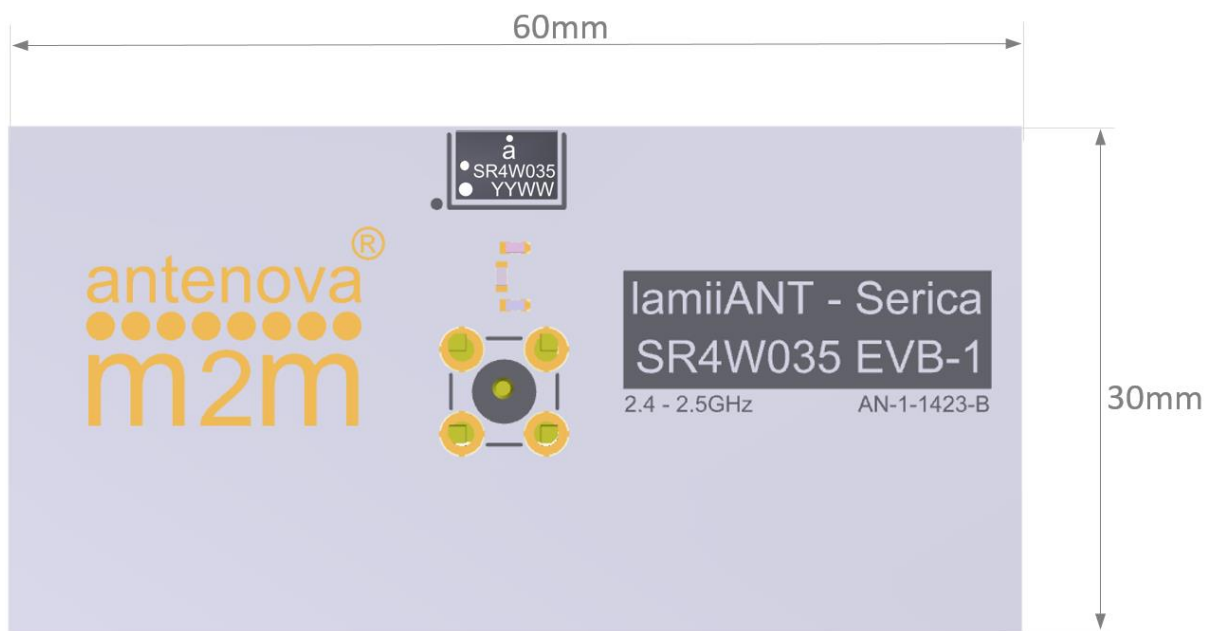 60mm
a
SR4W035
YYWW
antenova®
m2m
lamiiANT - Serica
SR4W035 EVB-1
2.4 - 2.5GHz AN-1-1423-B
30mm